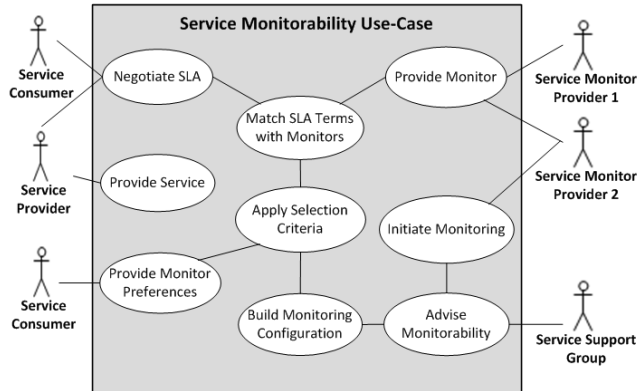 Service Monitorability Use-Case
Service
Consumer
Negotiate SLA
Provide Monitor
Service Monitor
Provider 1
Match SLA Terms
with Monitors
Service
Provider
Provide Service
Service Monitor
Provider 2
Apply Selection
Criteria
Initiate Monitoring
Provide Monitor
Preferences
Service
Consumer
Build Monitoring
Configuration
Advise
Monitorability
Service Support
Group